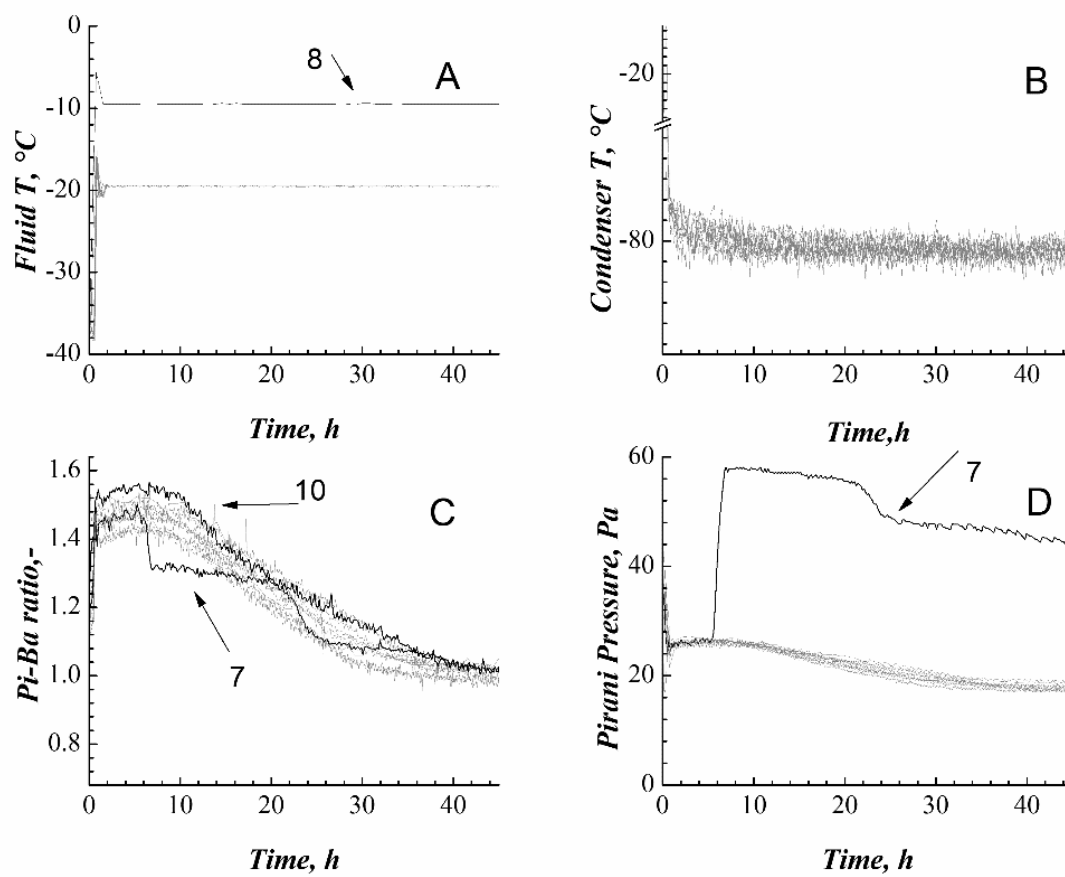 0
-10
-20
-30
-40
Fluid T, °C
8
A
0 10 20 30 40
Time, h
-20
-80
Condenser T, °C
B
0 10 20 30 40
Time,h
1.6
1.4
1.2
1.0
0.8
Pi-Ba ratio,-
10
C
7
0 10 20 30 40
Time, h
60
40
20
0
Pirani Pressure, Pa
7
D
0 10 20 30 40
Time, h